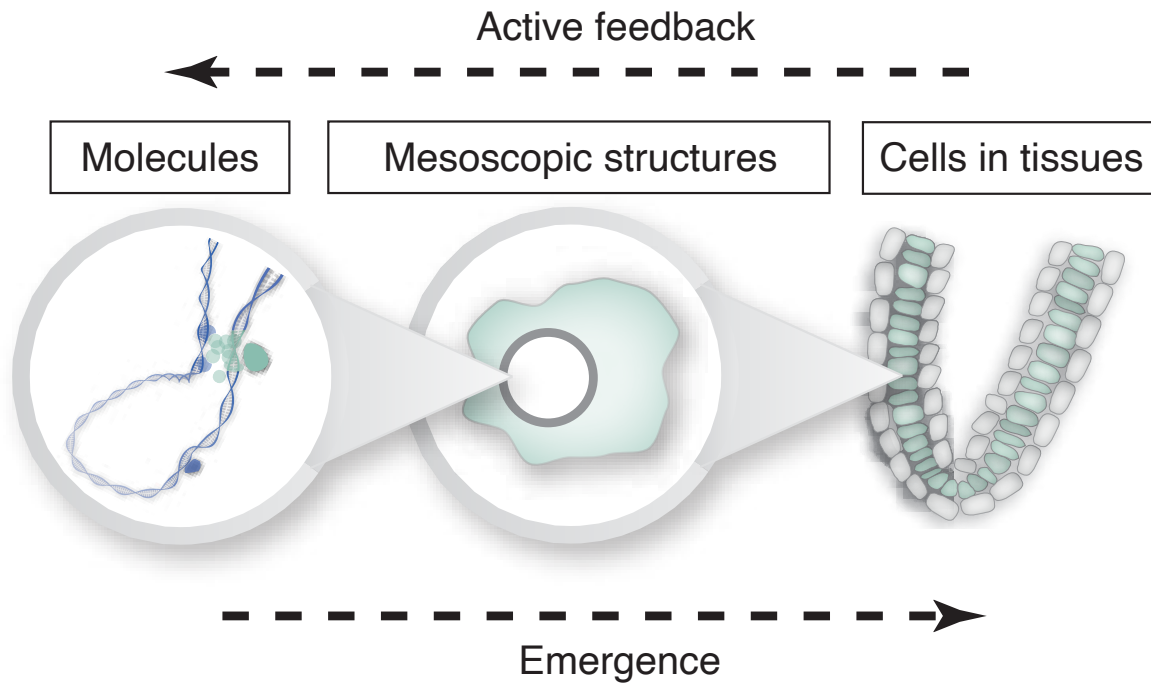 Active feedback
Molecules
Mesoscopic structures
Cells in tissues
Emergence